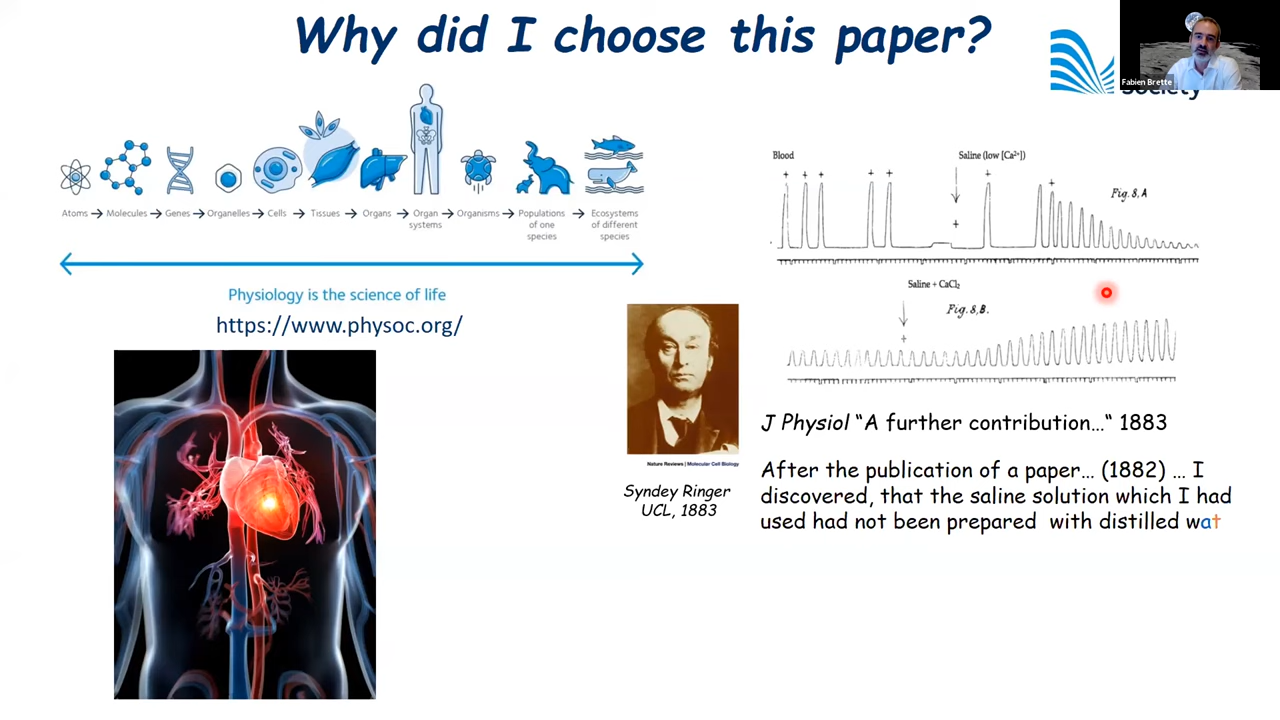 Why did I choose this paper?
Society
Fabien Brette
Atoms → Molecules → Genes → Organelles → Cells → Tissues → Organs → Organ systems → Organisms → Populations of one species → Ecosystems of different species
Physiology is the science of life
https://www.physoc.org/
Blood
Saline (low [Ca²⁺])
+ + + + + + +
+
Fig. 8, A
Saline + CaCl₂
Fig. 8, B.
+
Nature Reviews | Molecular Cell Biology
Syndey Ringer
UCL, 1883
J Physiol “A further contribution…“ 1883
After the publication of a paper… (1882) … I
discovered, that the saline solution which I had
used had not been prepared with distilled wat